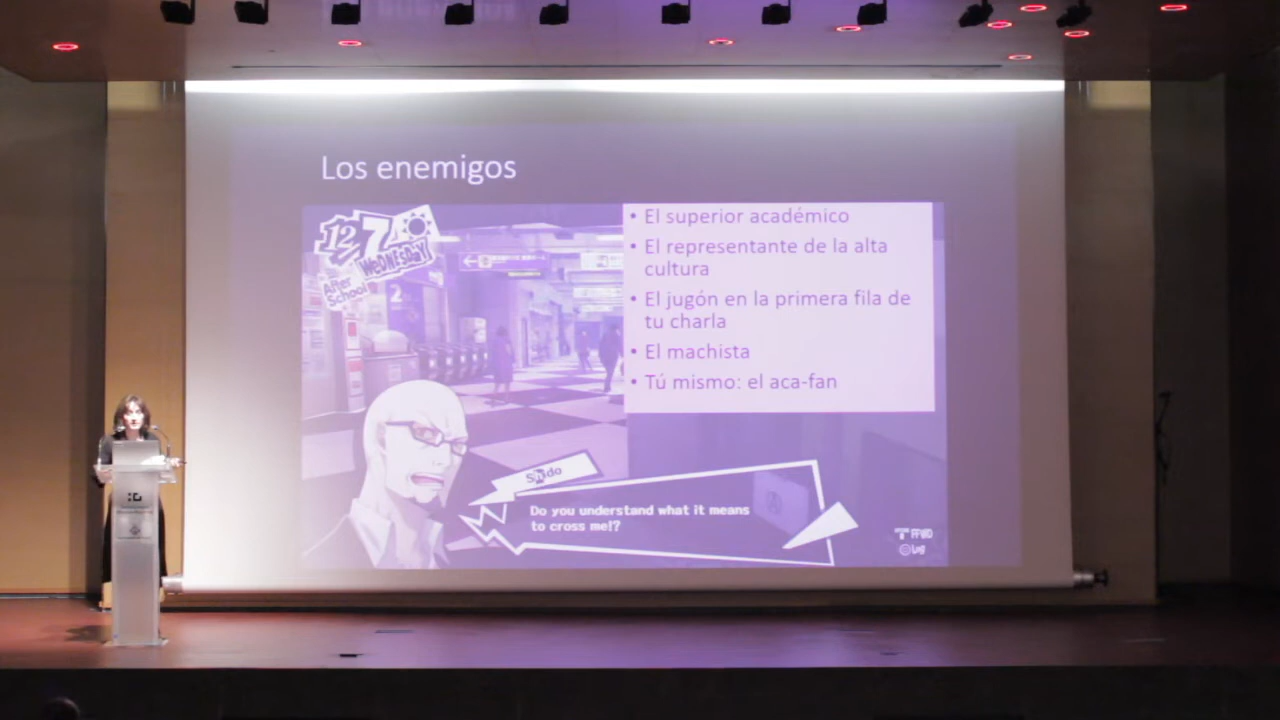 Los enemigos
12/7
WEDNESDAY
After
School
• El superior académico
• El representante de la alta
cultura
• El jugón en la primera fila de
tu charla
• El machista
• Tú mismo: el aca-fan
Do you understand what it means
to cross me!?
Log